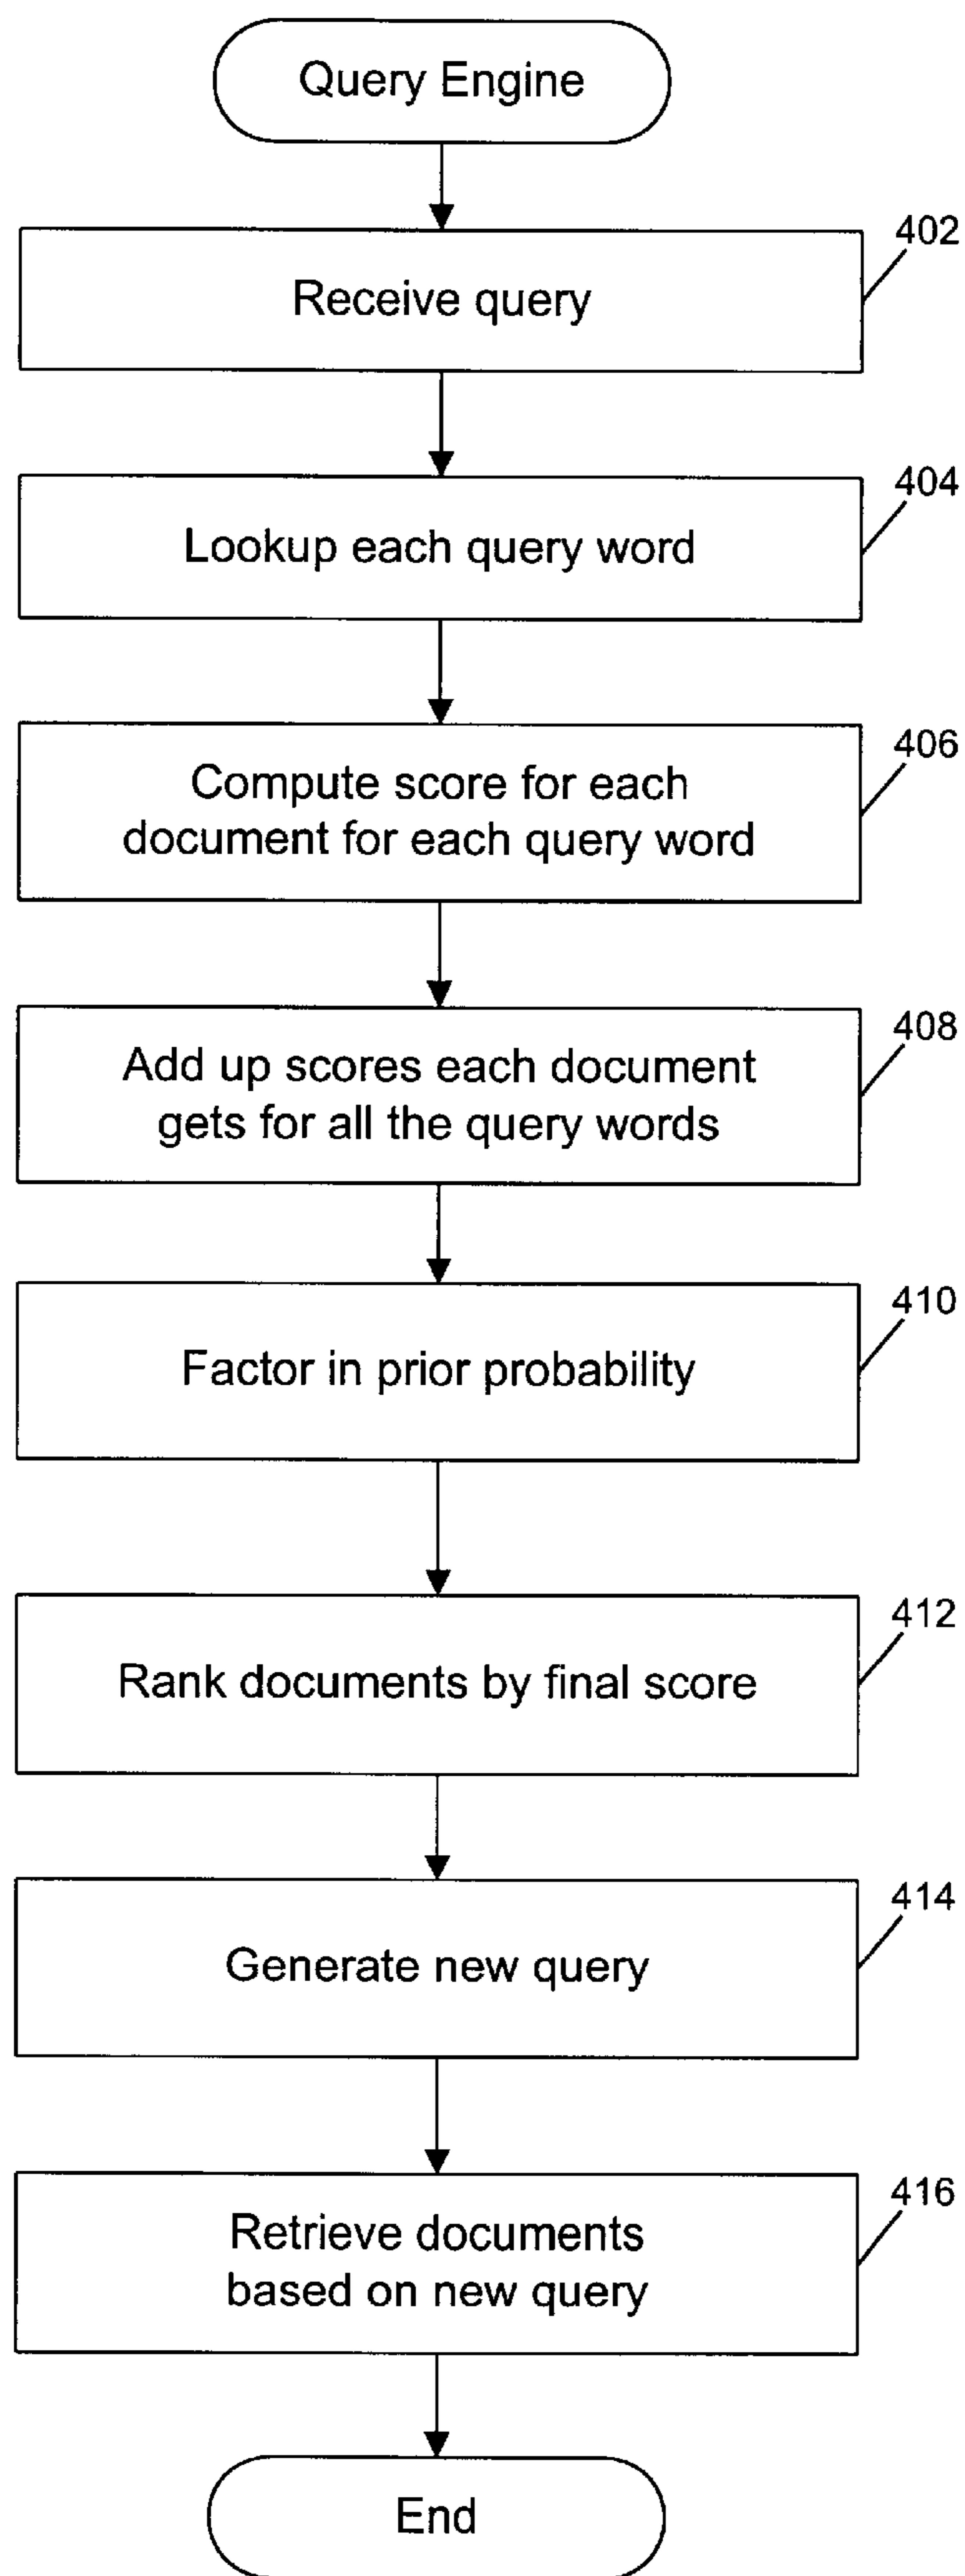 Query Engine
402
Receive query
404
Lookup each query word
406
Compute score for each
document for each query word
408
Add up scores each document
gets for all the query words
410
Factor in prior probability
412
Rank documents by final score
414
Generate new query
416
Retrieve documents
based on new query
End